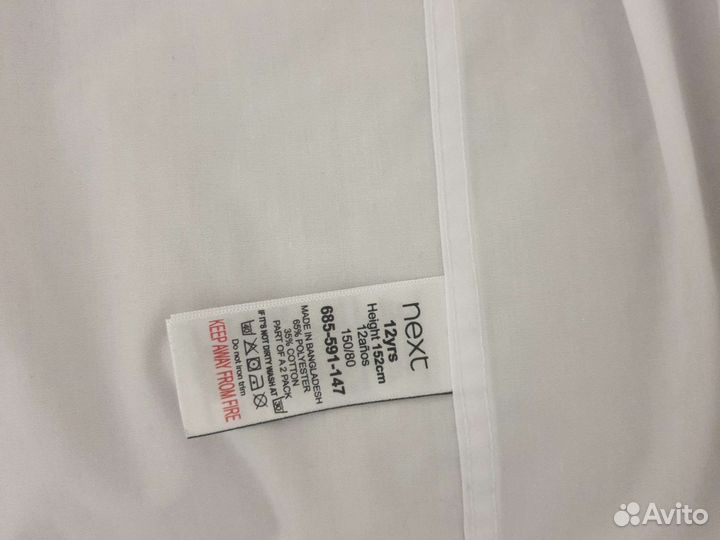 next
12yrs
Height 152cm
12años
150/80
685-591-147
MADE IN BANGLADESH
65% POLYESTER
35% COTTON
PART OF A 2 PACK
IF IT'S NOT DIRTY WASH AT 30
40
Do not iron trim
KEEP AWAY FROM FIRE
Avito